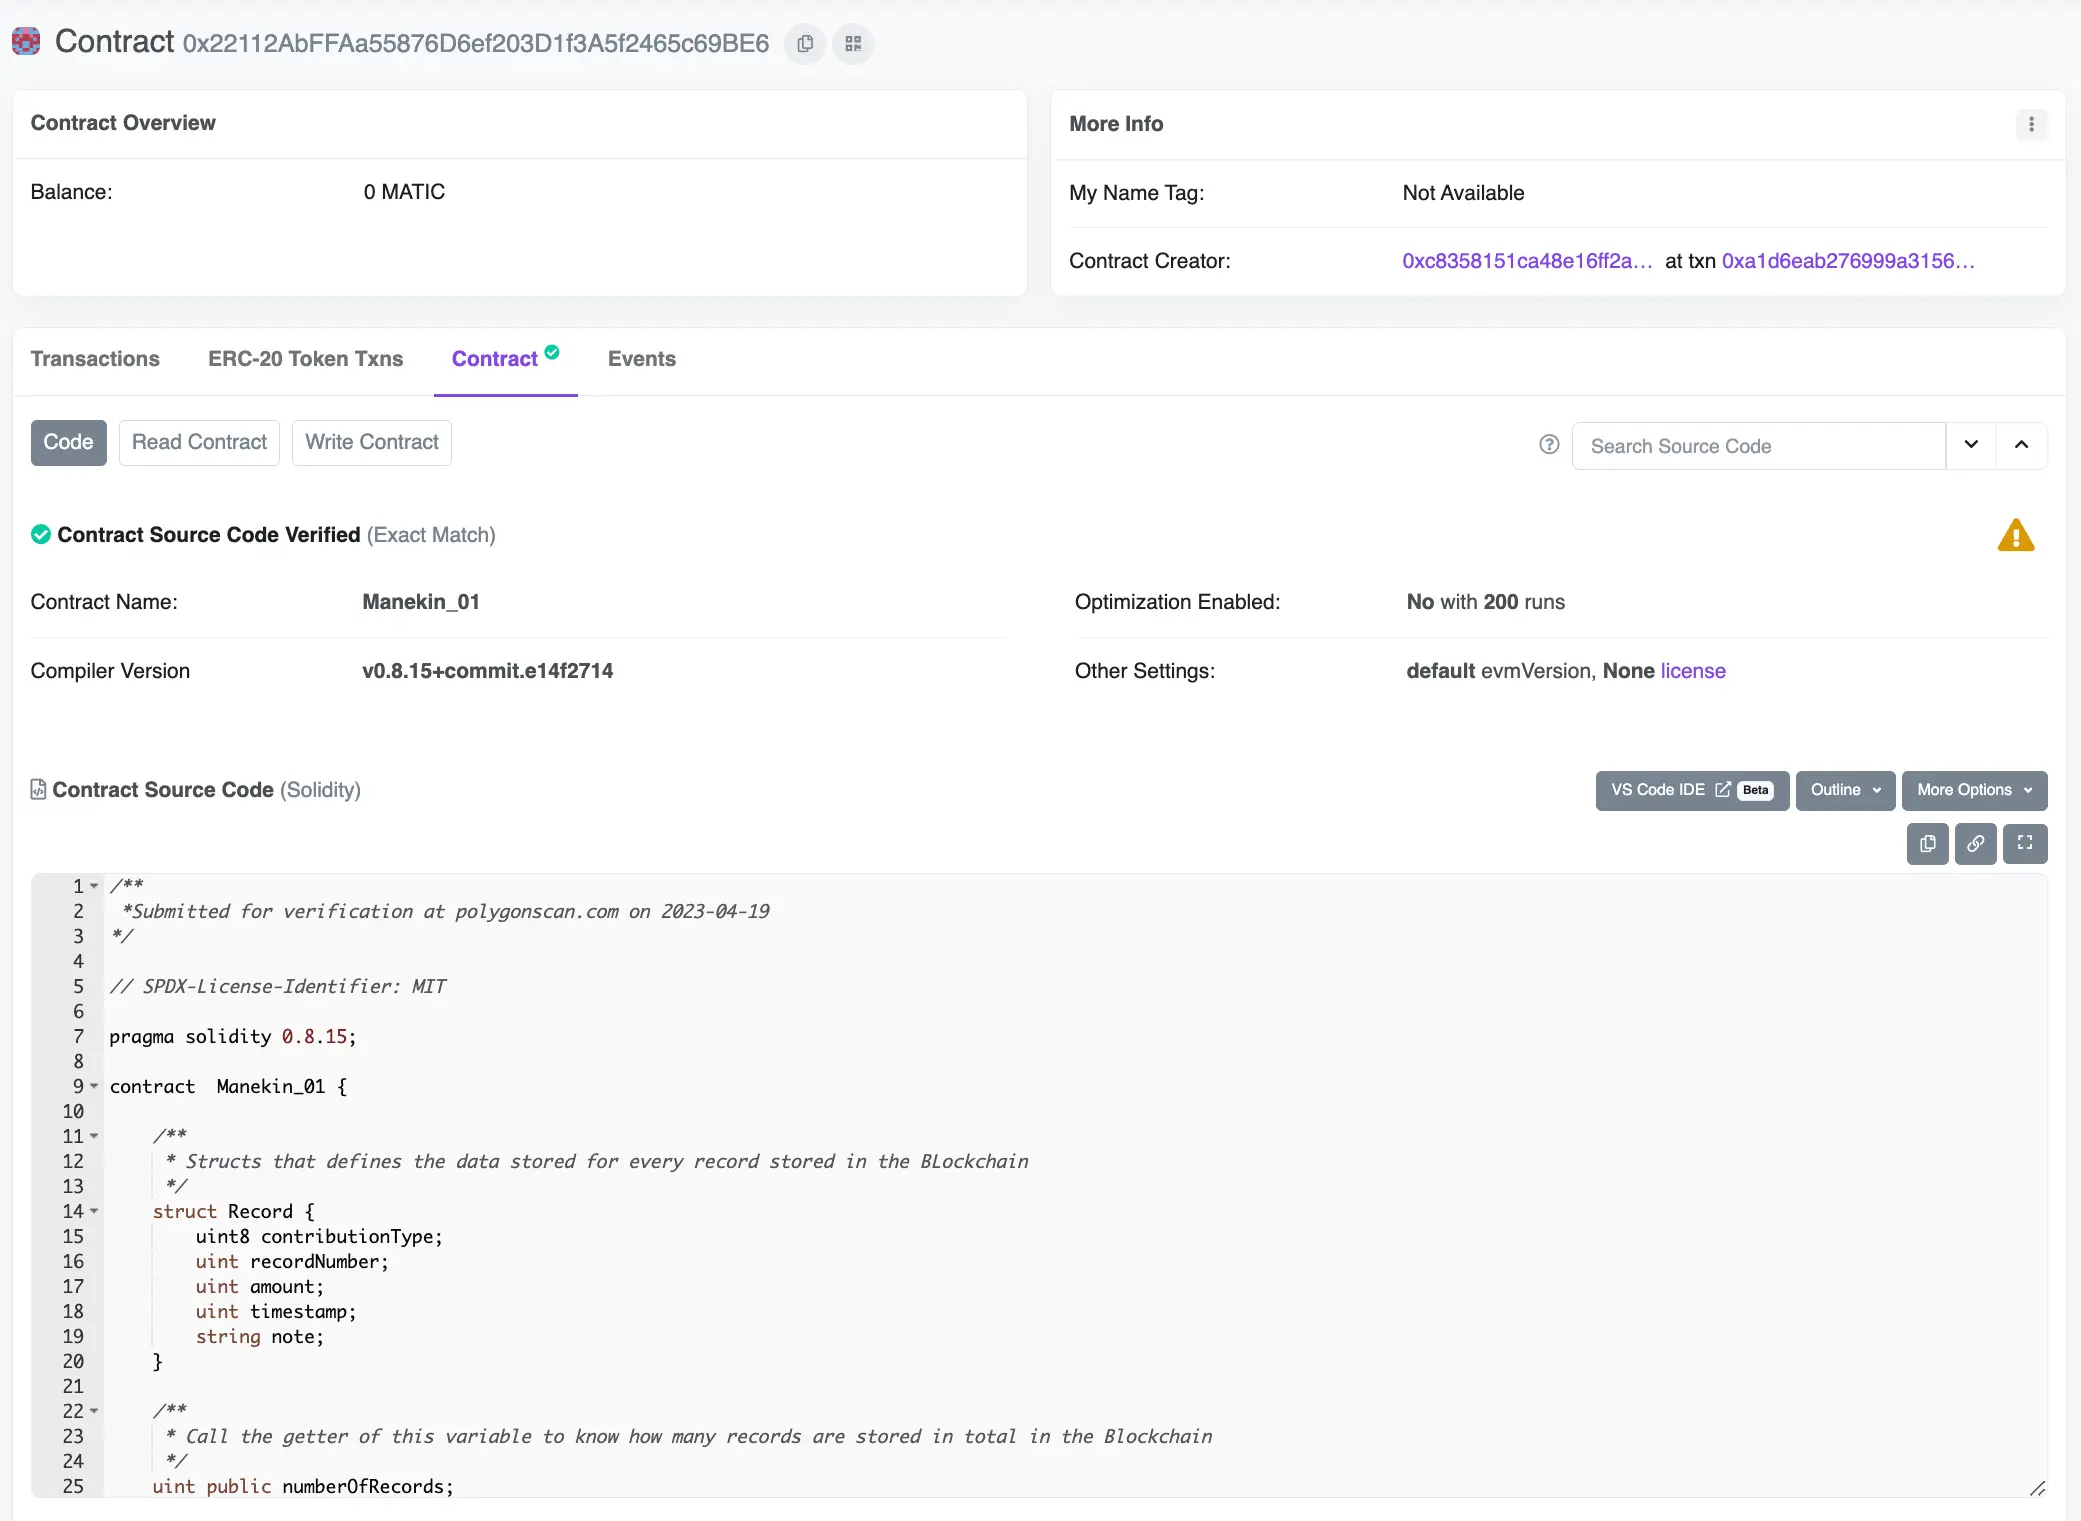 Contract 0x22112AbFFAa55876D6ef203D1f3A5f2465c69BE6
Contract Overview
Balance: 0 MATIC
More Info
My Name Tag: Not Available
Contract Creator: 0xc8358151ca48e16ff2a... at txn 0xa1d6eab276999a3156...
Transactions ERC-20 Token Txns Contract Events
Code Read Contract Write Contract Search Source Code
Contract Source Code Verified (Exact Match)
Contract Name: Manekin_01
Compiler Version v0.8.15+commit.e14f2714
Optimization Enabled: No with 200 runs
Other Settings: default evmVersion, None license
Contract Source Code (Solidity)
VS Code IDE Beta Outline More Options
1 /**
2  *Submitted for verification at polygonscan.com on 2023-04-19
3 */
4
5 // SPDX-License-Identifier: MIT
6
7 pragma solidity 0.8.15;
8
9 contract  Manekin_01 {
10
11     /**
12      * Structs that defines the data stored for every record stored in the BLockchain
13      */
14     struct Record {
15         uint8 contributionType;
16         uint recordNumber;
17         uint amount;
18         uint timestamp;
19         string note;
20     }
21
22     /**
23      * Call the getter of this variable to know how many records are stored in total in the Blockchain
24      */
25     uint public numberOfRecords;